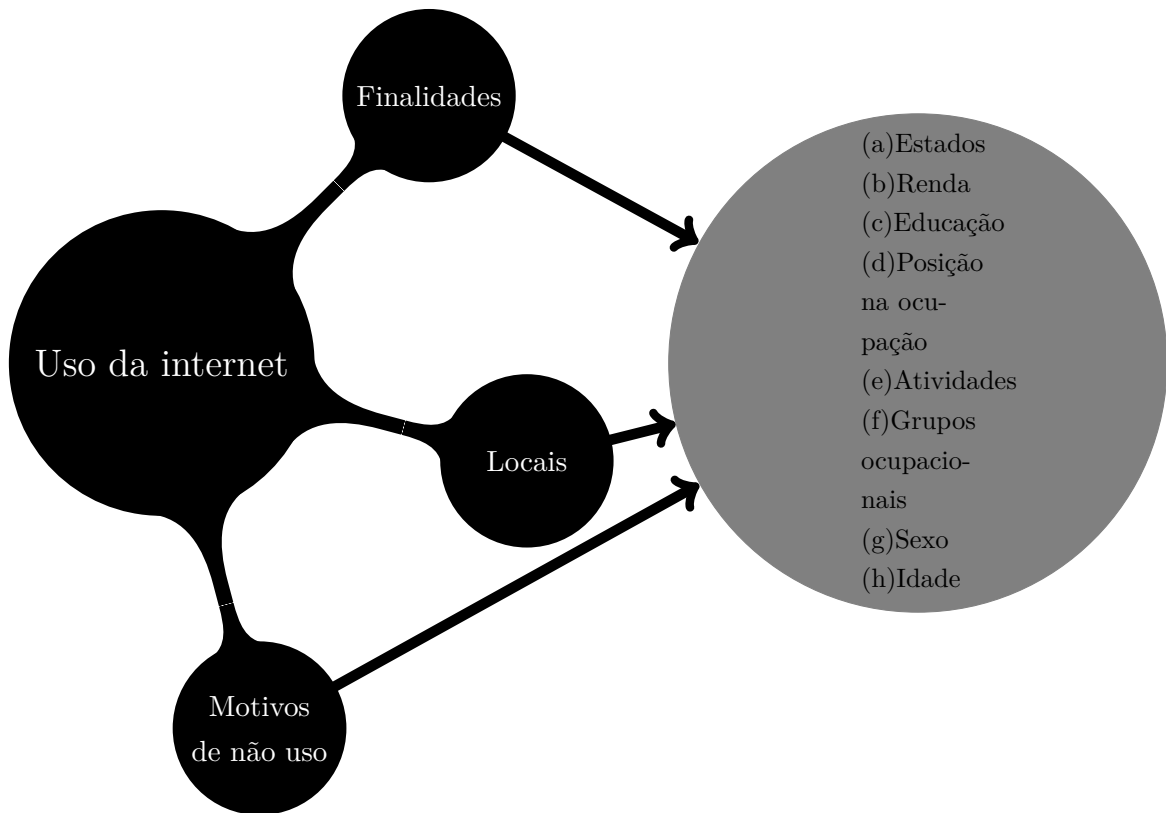 Finalidades
Uso da internet
Locais
Motivos
de não uso
(a)Estados
(b)Renda
(c)Educação
(d)Posição
na ocu-
pação
(e)Atividades
(f)Grupos
ocupacio-
nais
(g)Sexo
(h)Idade